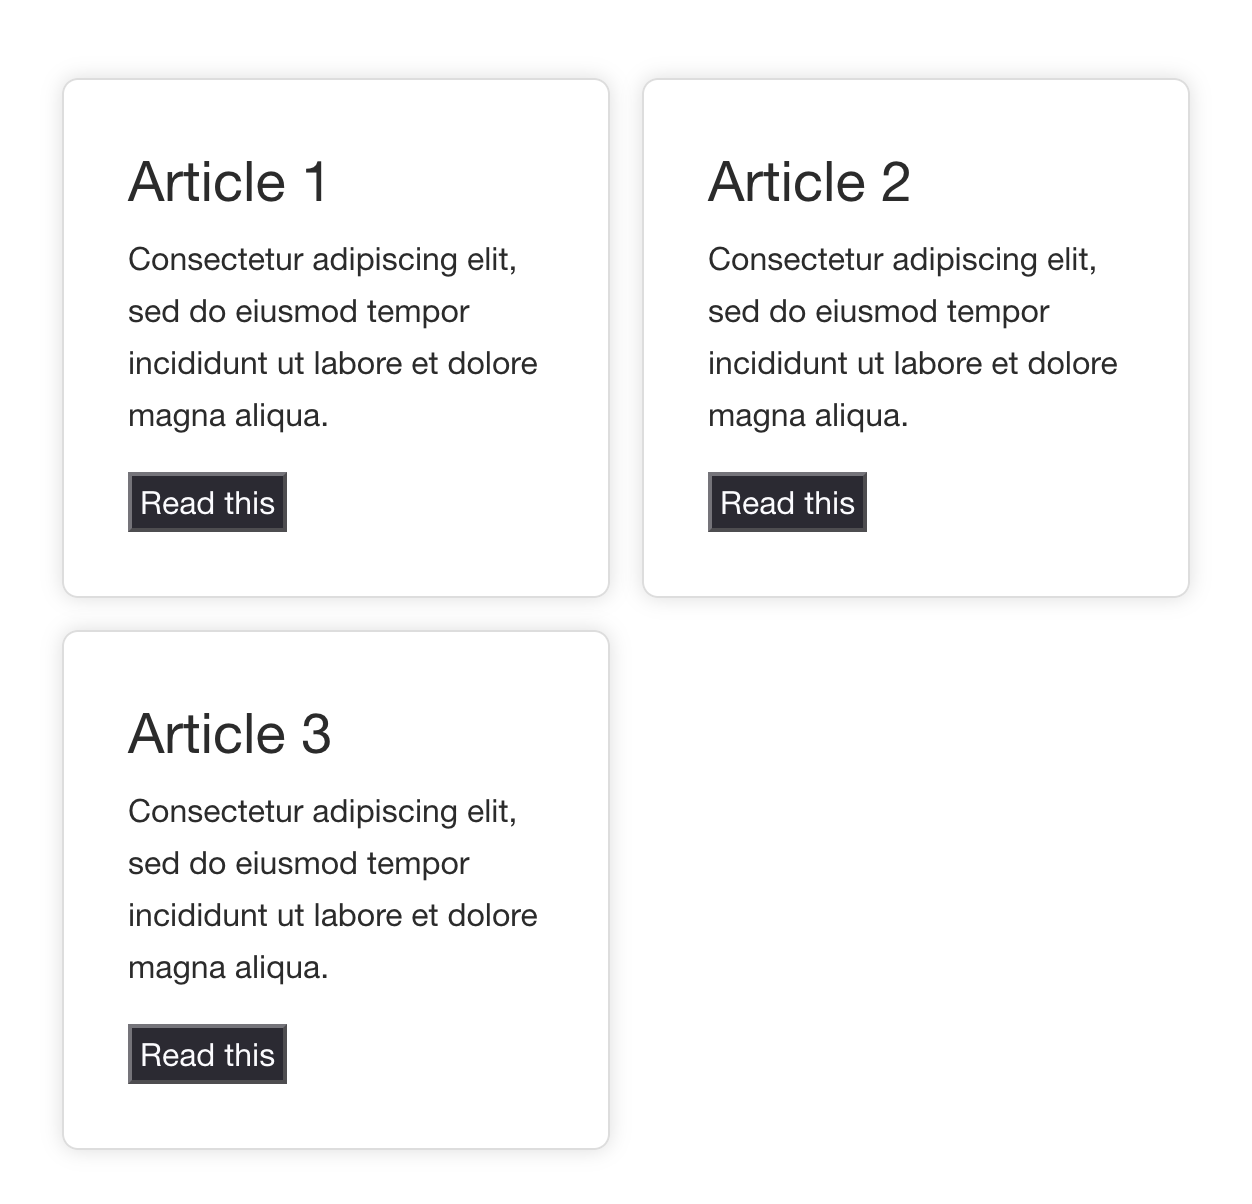 Article 1
Consectetur adipiscing elit,
sed do eiusmod tempor
incididunt ut labore et dolore
magna aliqua.
Read this
Article 2
Consectetur adipiscing elit,
sed do eiusmod tempor
incididunt ut labore et dolore
magna aliqua.
Read this
Article 3
Consectetur adipiscing elit,
sed do eiusmod tempor
incididunt ut labore et dolore
magna aliqua.
Read this